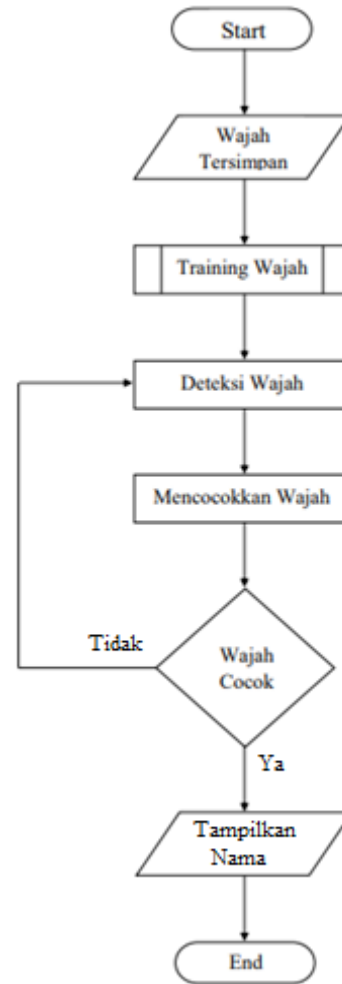 Start
Wajah
Tersimpan
Training Wajah
Deteksi Wajah
Mencocokkan Wajah
Tidak
Wajah
Cocok
Ya
Tampilkan
Nama
End